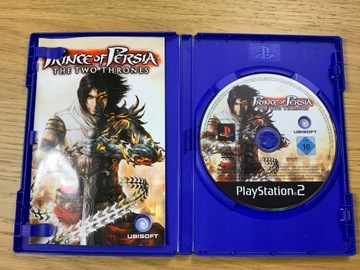 PRINCE OF PERSIA
THE TWO THRONES
UBISOFT
PRINCE OF PERSIA
THE TWO THRONES
UBISOFT
16
PlayStation 2